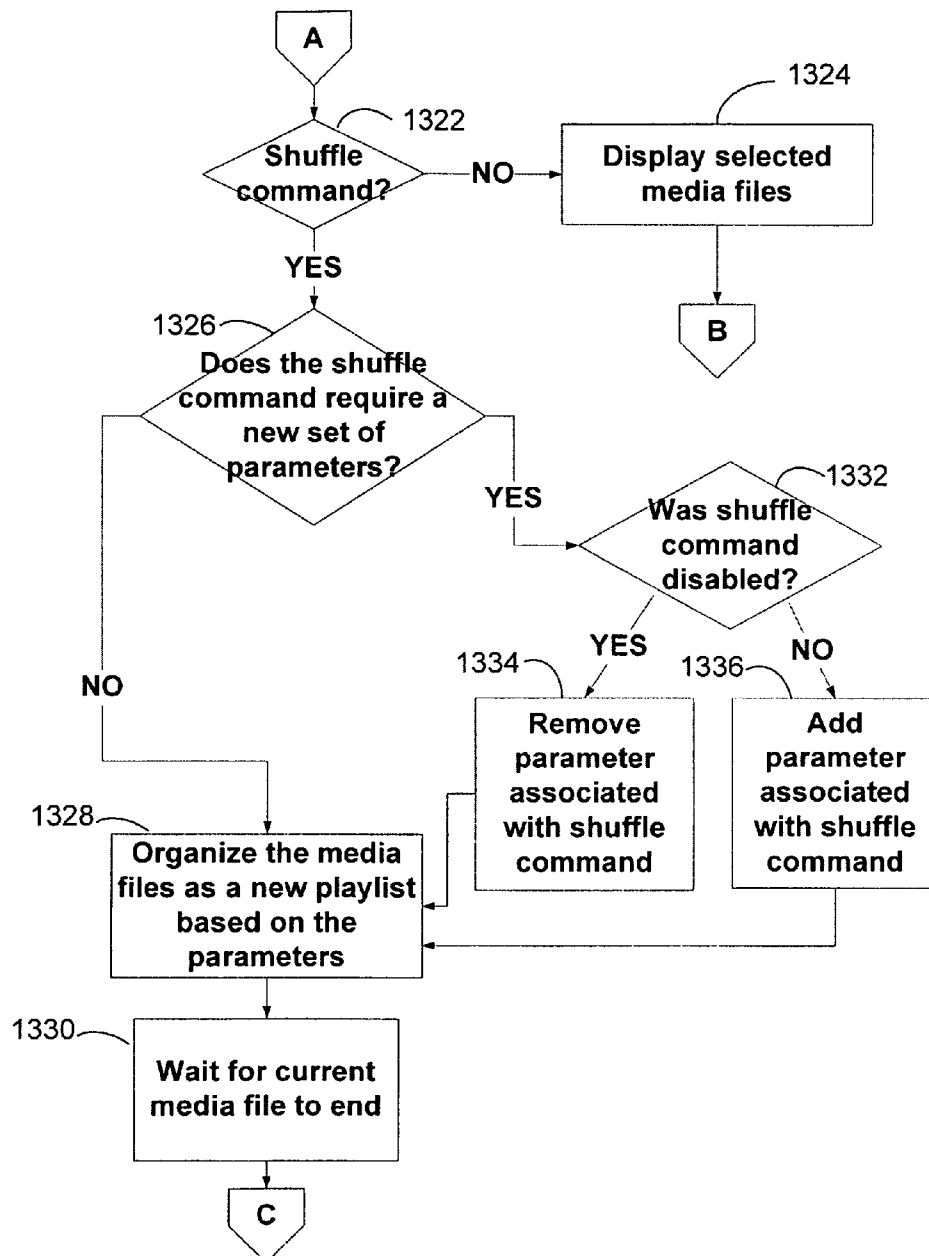 A
1322
Shuffle
command?
NO
1324
Display selected
media files
YES
B
1326
Does the shuffle
command require a
new set of
parameters?
YES
1332
Was shuffle
command
disabled?
YES
NO
NO
1334
Remove
parameter
associated
with shuffle
command
1336
Add
parameter
associated
with shuffle
command
1328
Organize the media
files as a new playlist
based on the
parameters
1330
Wait for current
media file to end
C